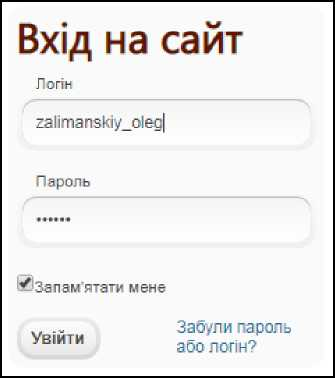 Вхід на сайт
Логін
zalimanskiy_oleg
Пароль
••••••
Запам'ятати мене
Увійти
Забули пароль
або логін?